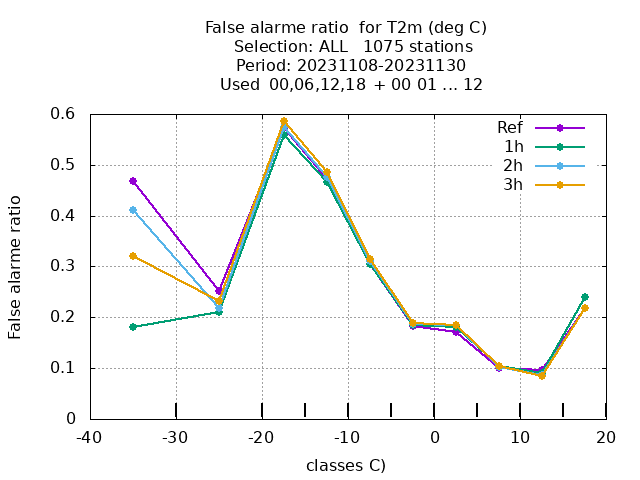 False alarme ratio  for T2m (deg C)
Selection: ALL   1075 stations
Period: 20231108-20231130
Used  00,06,12,18  + 00 01 ... 12
Ref
1h
2h
3h
0.6
0.5
0.4
0.3
0.2
0.1
0
False alarme ratio
-40 -30 -20 -10 0 10 20
classes C)